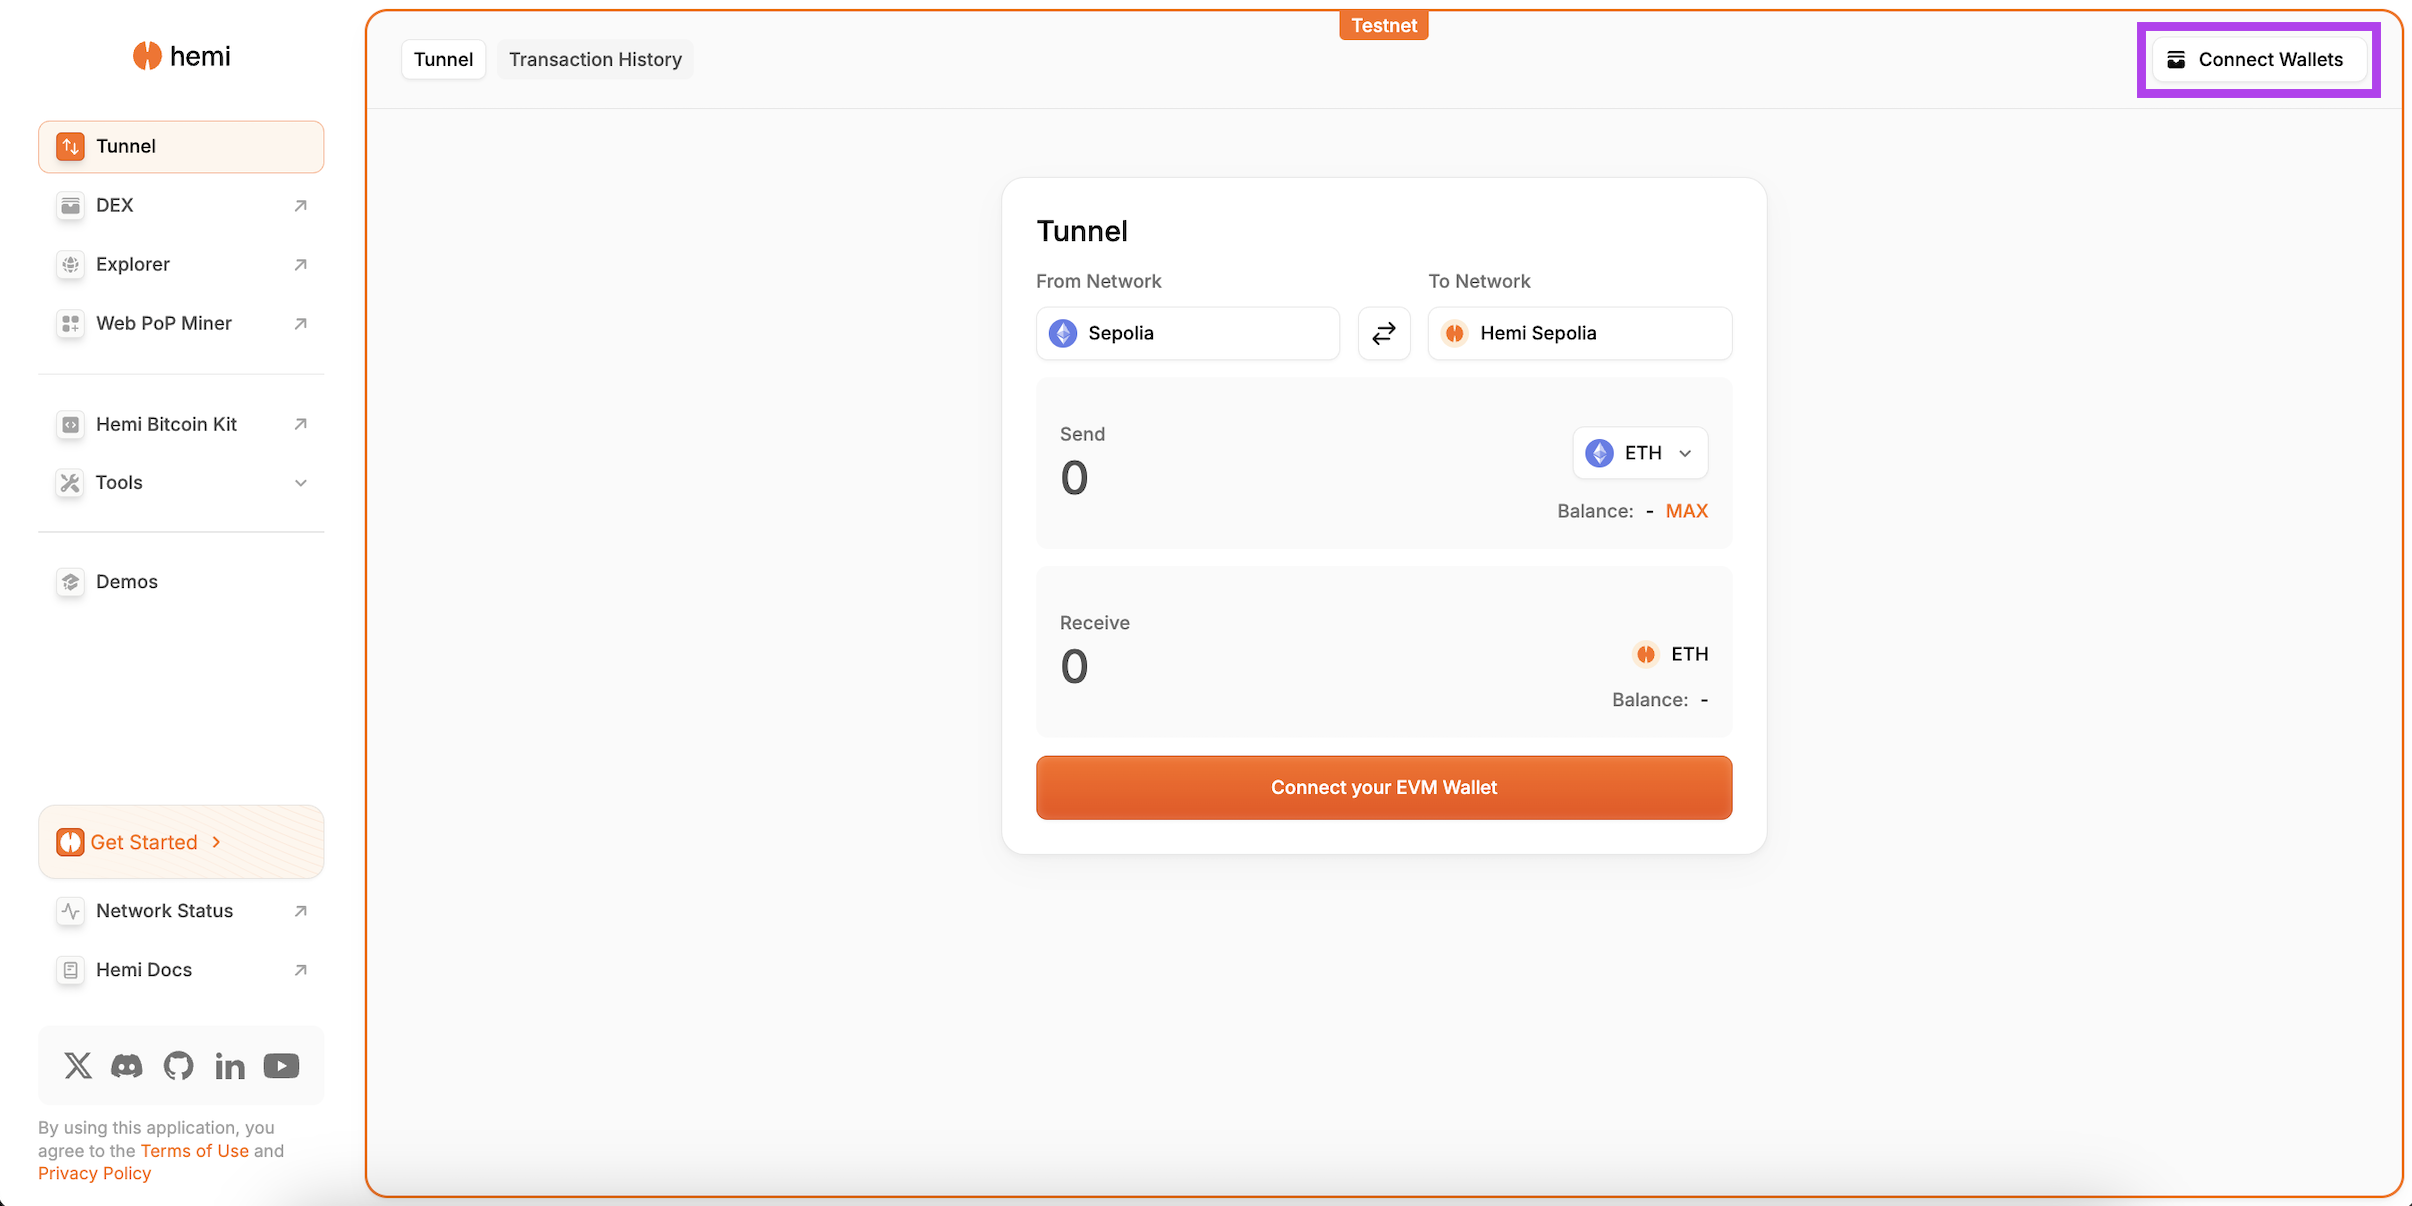 hemi
Tunnel
DEX
Explorer
Web PoP Miner
Hemi Bitcoin Kit
Tools
Demos
Get Started
Network Status
Hemi Docs
By using this application, you
agree to the Terms of Use and
Privacy Policy
Testnet
Tunnel
Transaction History
Connect Wallets
Tunnel
From Network
To Network
Sepolia
Hemi Sepolia
Send
0
ETH
Balance: - MAX
Receive
0
ETH
Balance: -
Connect your EVM Wallet